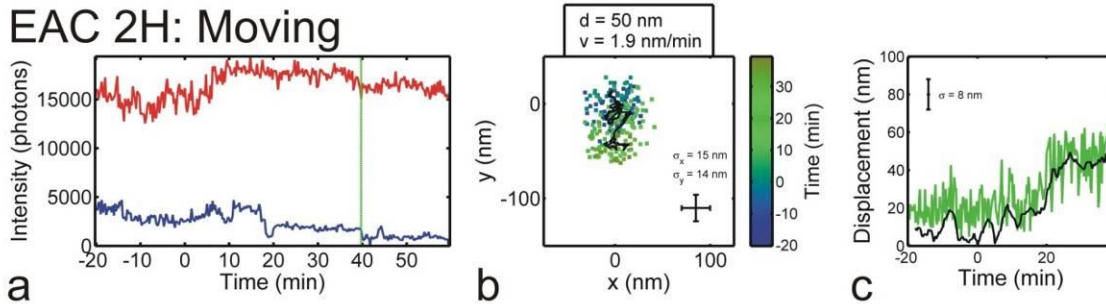 EAC 2H: Moving
Intensity (photons)
15000
10000
5000
0
-20 -10 0 10 20 30 40 50
Time (min)
a
d = 50 nm
v = 1.9 nm/min
y (nm)
0
-100
σx = 15 nm
σy = 14 nm
0 100
x (nm)
b
30
20
10
0
-10
-20
Time (min)
Displacement (nm)
100
80
60
40
20
0
σ = 8 nm
-20 0 20
Time (min)
c